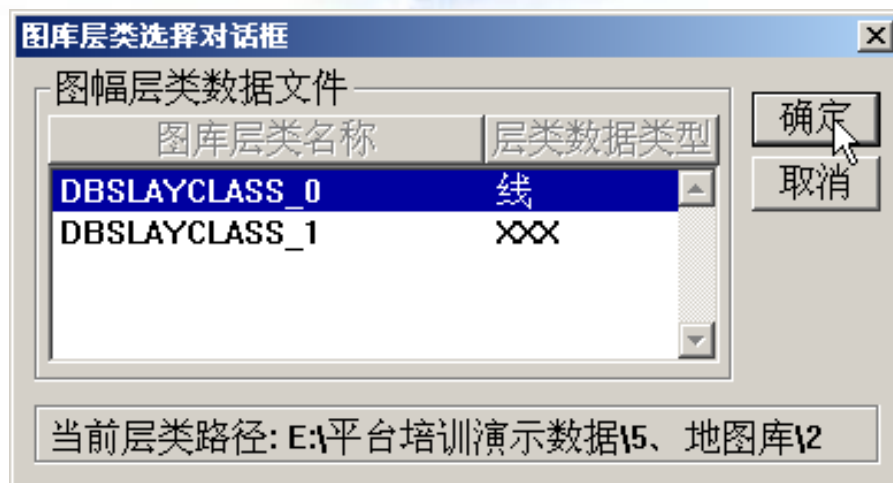 图库层类选择对话框
图幅层类数据文件
图库层类名称 层类数据类型
DBSLAYCLASS_0 线
DBSLAYCLASS_1 XXX
确定
取消
当前层类路径: E:\平台培训演示数据\5、地图库\2